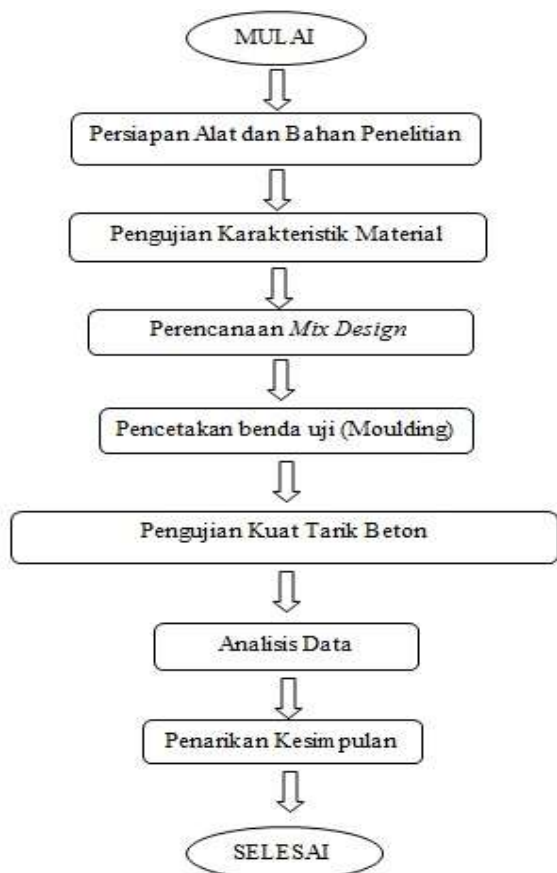 MULAI
Persiapan Alat dan Bahan Penelitian
Pengujian Karakteristik Material
Perencanaan Mix Design
Pencetakan benda uji (Moulding)
Pengujian Kuat Tarik Beton
Analisis Data
Penarikan Kesimpulan
SELESAI